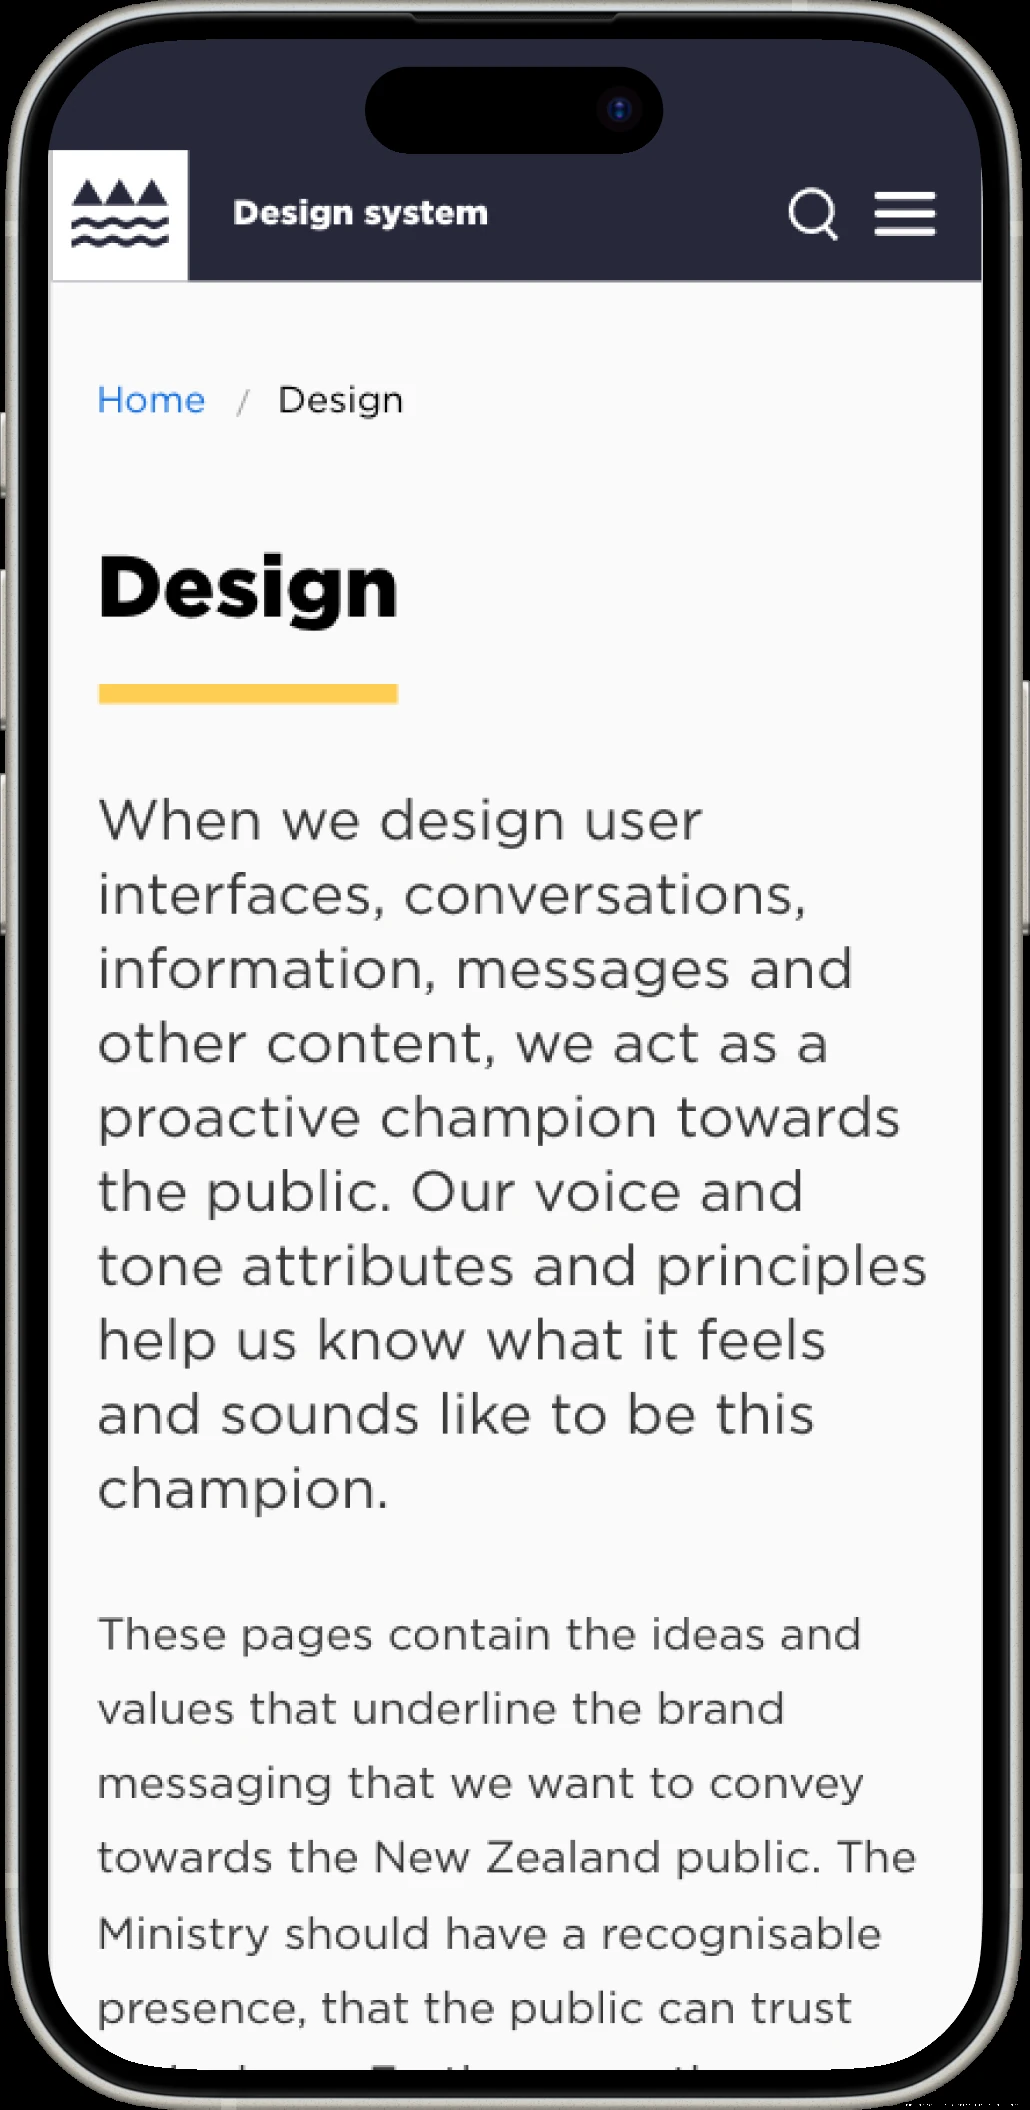 Design system
Home / Design
Design
When we design user
interfaces, conversations,
information, messages and
other content, we act as a
proactive champion towards
the public. Our voice and
tone attributes and principles
help us know what it feels
and sounds like to be this
champion.
These pages contain the ideas and
values that underline the brand
messaging that we want to convey
towards the New Zealand public. The
Ministry should have a recognisable
presence, that the public can trust